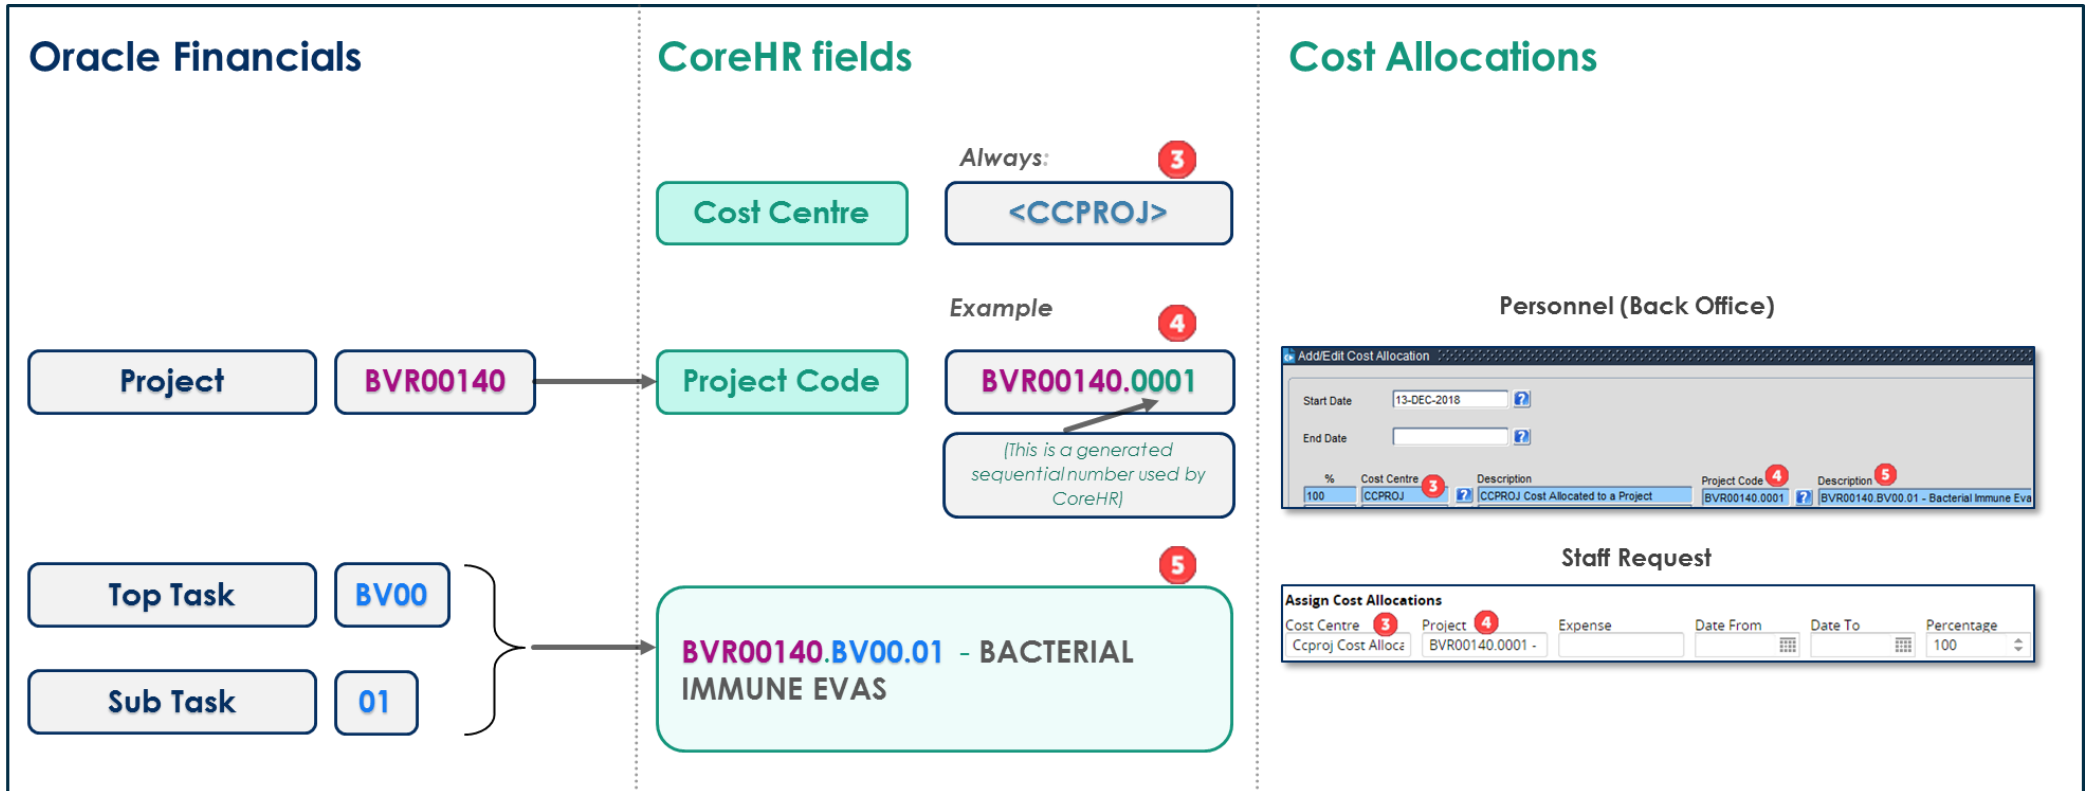 Oracle Financials
CoreHR fields
Cost Allocations
Always:
3
Cost Centre
<CCPROJ>
Example
4
Project
BVR00140
Project Code
BVR00140.0001
(This is a generated
sequential number used by
CoreHR)
Top Task
BV00
Sub Task
01
5
BVR00140.BV00.01 - BACTERIAL
IMMUNE EVAS
Personnel (Back Office)
Add/Edit Cost Allocation
Start Date 13-DEC-2018 ?
End Date ?
% Cost Centre 3 Description Project Code 4 Description 5
100 CCPROJ ? CCPROJ Cost Allocated to a Project BVR00140.0001 ? BVR00140.BV00.01 - Bacterial Immune Eva
Staff Request
Assign Cost Allocations
Cost Centre 3 Project 4 Expense Date From Date To Percentage
Ccproj Cost Alloca BVR00140.0001 - 100